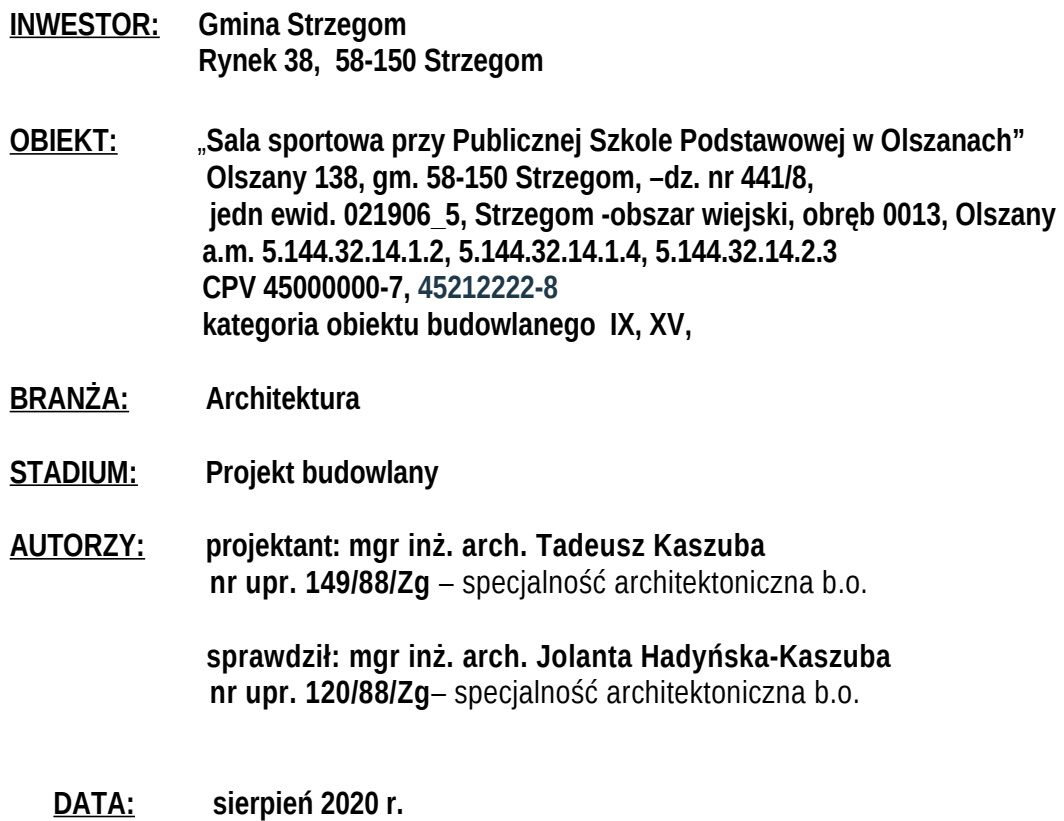 INWESTOR: Gmina Strzegom
Rynek 38, 58-150 Strzegom
OBIEKT: „Sala sportowa przy Publicznej Szkole Podstawowej w Olszanach”
Olszany 138, gm. 58-150 Strzegom, –dz. nr 441/8,
jedn ewid. 021906_5, Strzegom -obszar wiejski, obręb 0013, Olszany
a.m. 5.144.32.14.1.2, 5.144.32.14.1.4, 5.144.32.14.2.3
CPV 45000000-7, 45212222-8
kategoria obiektu budowlanego IX, XV,
BRANŻA: Architektura
STADIUM: Projekt budowlany
AUTORZY: projektant: mgr inż. arch. Tadeusz Kaszuba
nr upr. 149/88/Zg – specjalność architektoniczna b.o.
sprawdził: mgr inż. arch. Jolanta Hadyńska-Kaszuba
nr upr. 120/88/Zg– specjalność architektoniczna b.o.
DATA: sierpień 2020 r.